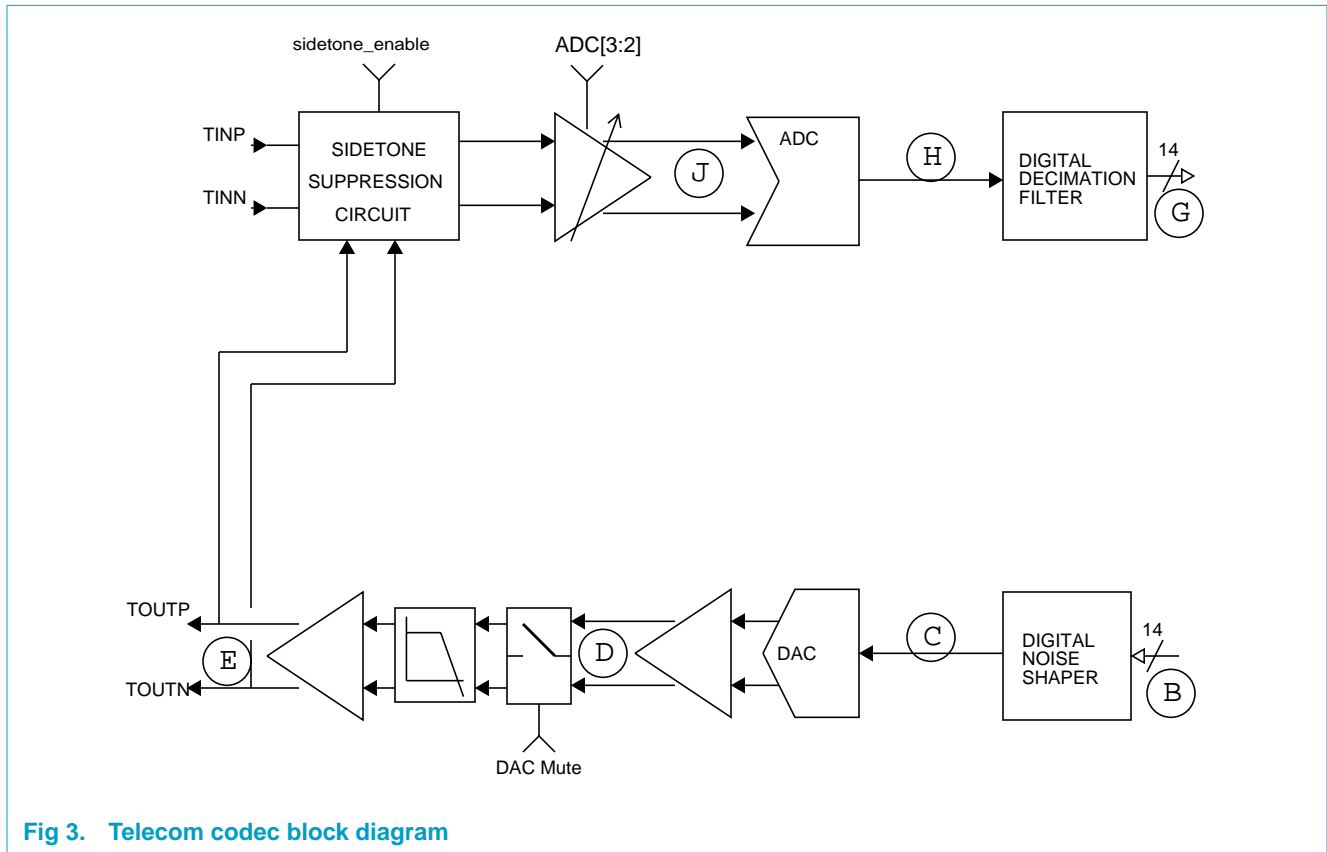 sidetone_enable
ADC[3:2]
TINP
TINN
SIDETONE
SUPPRESSION
CIRCUIT
J
ADC
H
DIGITAL
DECIMATION
FILTER
14
G
TOUTP
TOUTN
E
D
DAC Mute
DAC
C
DIGITAL
NOISE
SHAPER
14
B
Fig 3. Telecom codec block diagram